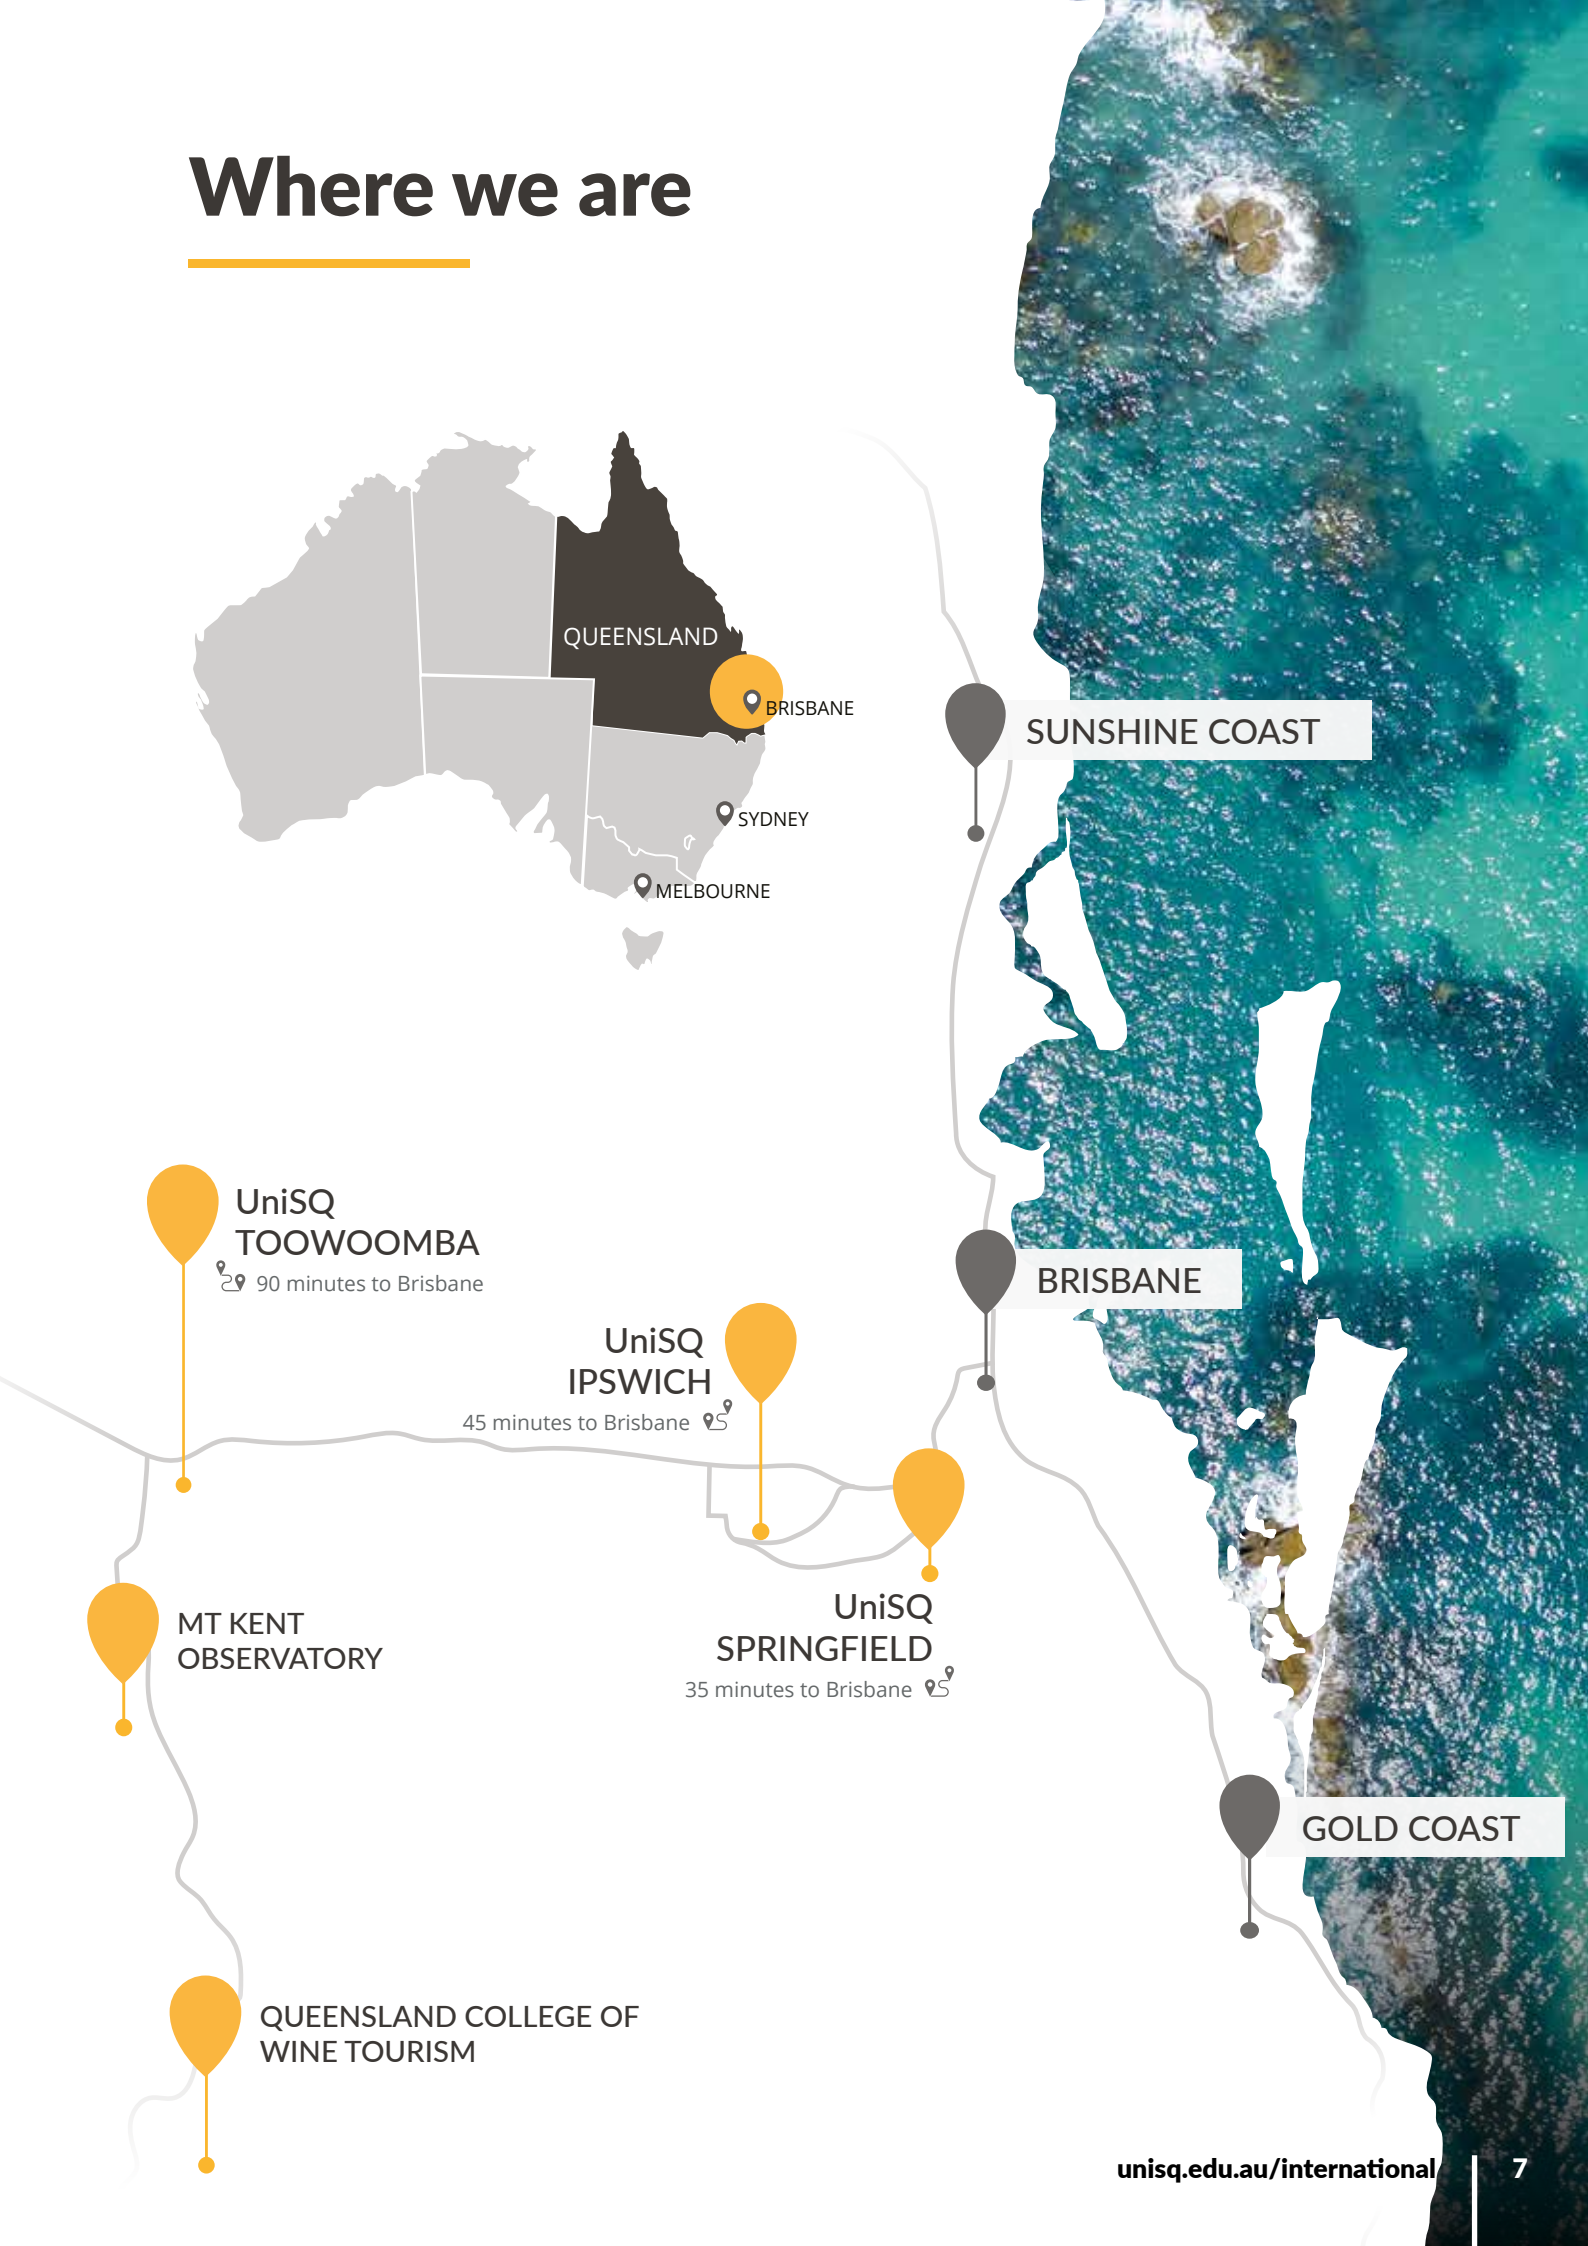 Where we are
QUEENSLAND
BRISBANE
SYDNEY
MELBOURNE
SUNSHINE COAST
UniSQ
TOOWOOMBA
90 minutes to Brisbane
BRISBANE
UniSQ
IPSWICH
45 minutes to Brisbane
UniSQ
SPRINGFIELD
35 minutes to Brisbane
MT KENT
OBSERVATORY
GOLD COAST
QUEENSLAND COLLEGE OF
WINE TOURISM
unisq.edu.au/international
7